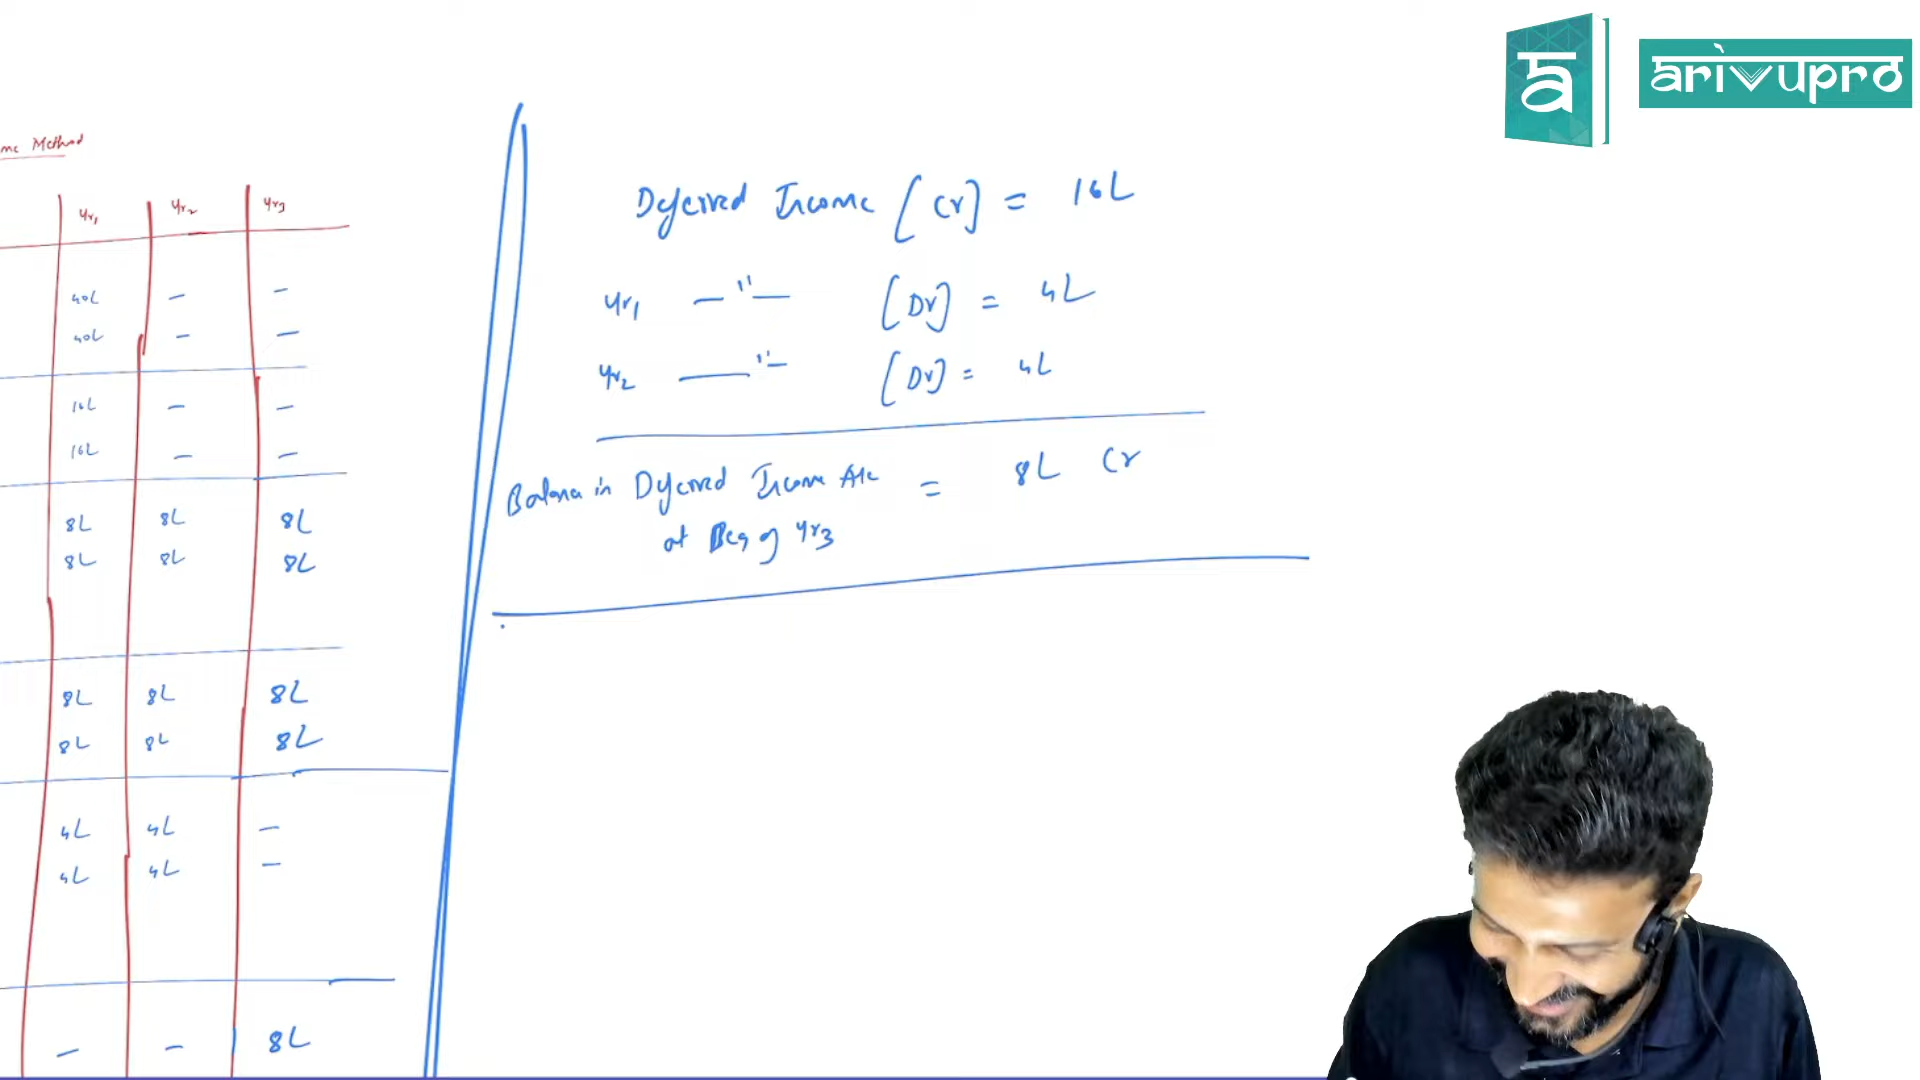 me Method
Yr1 Yr2 Yr3
40L — —
40L — —
16L — —
16L — —
8L 8L 8L
8L 8L 8L
8L 8L 8L
8L 8L 8L
4L 4L —
4L 4L —
— — 8L
Deferred Income [Cr] = 16L
Yr1 — " — [Dr] = 4L
Yr2 — " — [Dr] = 4L
Balance in Deferred Income A/c = 8L Cr
at Beg of Yr3
a
arivupro